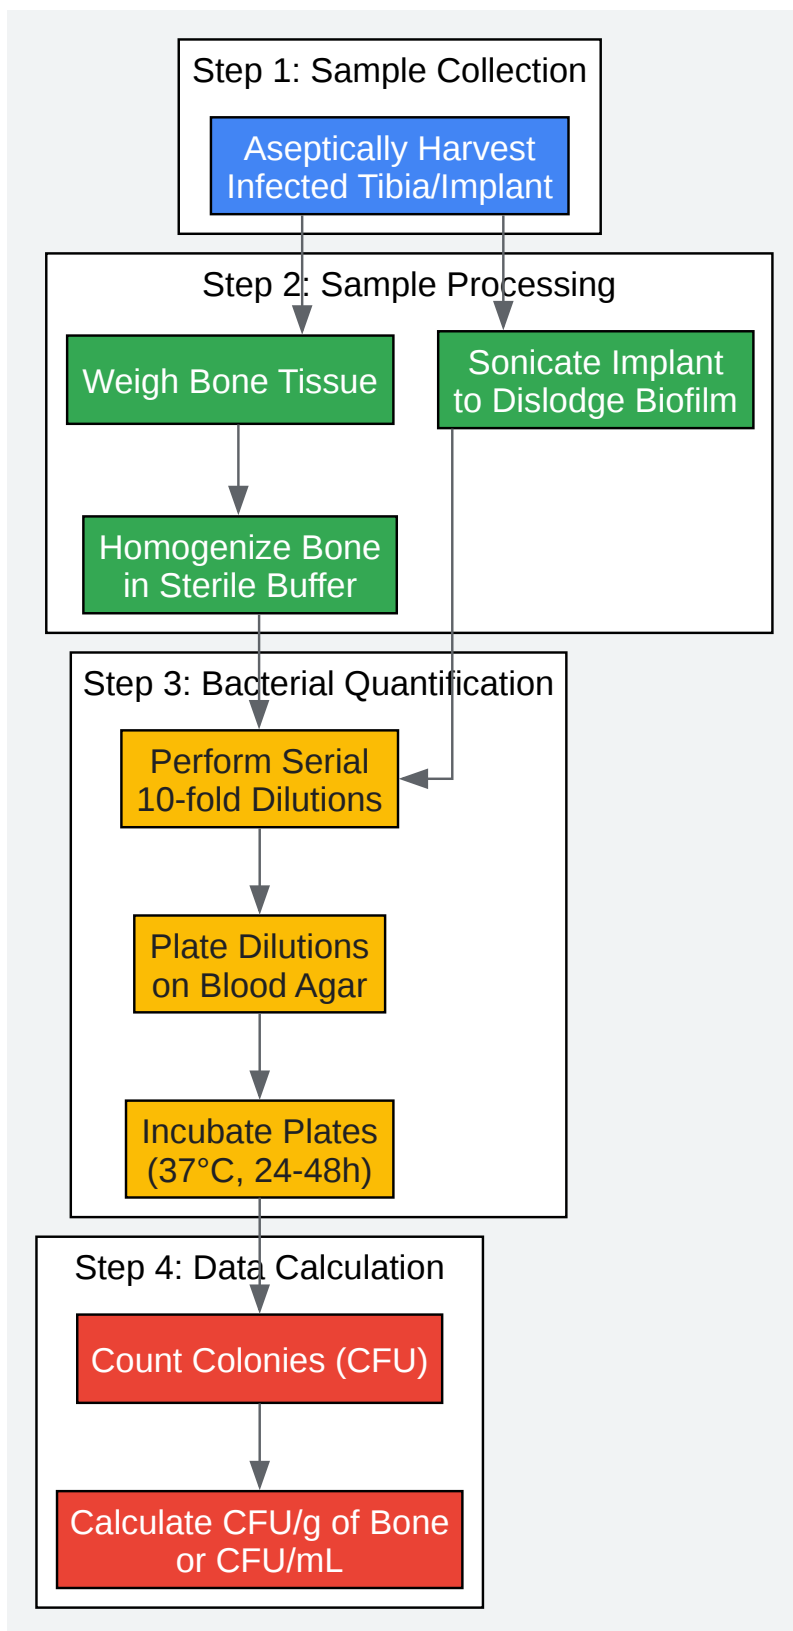 Step 1: Sample Collection
Aseptically Harvest
Infected Tibia/Implant
Step 2: Sample Processing
Weigh Bone Tissue
Sonicate Implant
to Dislodge Biofilm
Homogenize Bone
in Sterile Buffer
Step 3: Bacterial Quantification
Perform Serial
10-fold Dilutions
Plate Dilutions
on Blood Agar
Incubate Plates
(37°C, 24-48h)
Step 4: Data Calculation
Count Colonies (CFU)
Calculate CFU/g of Bone
or CFU/mL